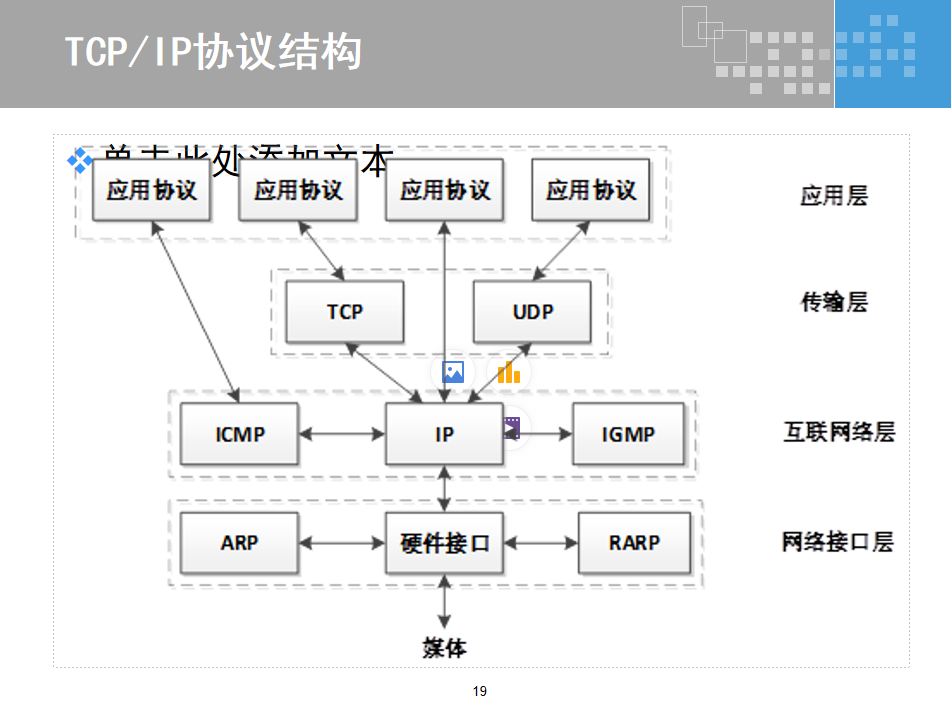 TCP/IP协议结构
单击此处添加文本
应用协议 应用协议 应用协议 应用协议 应用层
TCP UDP 传输层
ICMP IP IGMP 互联网络层
ARP 硬件接口 RARP 网络接口层
媒体
19